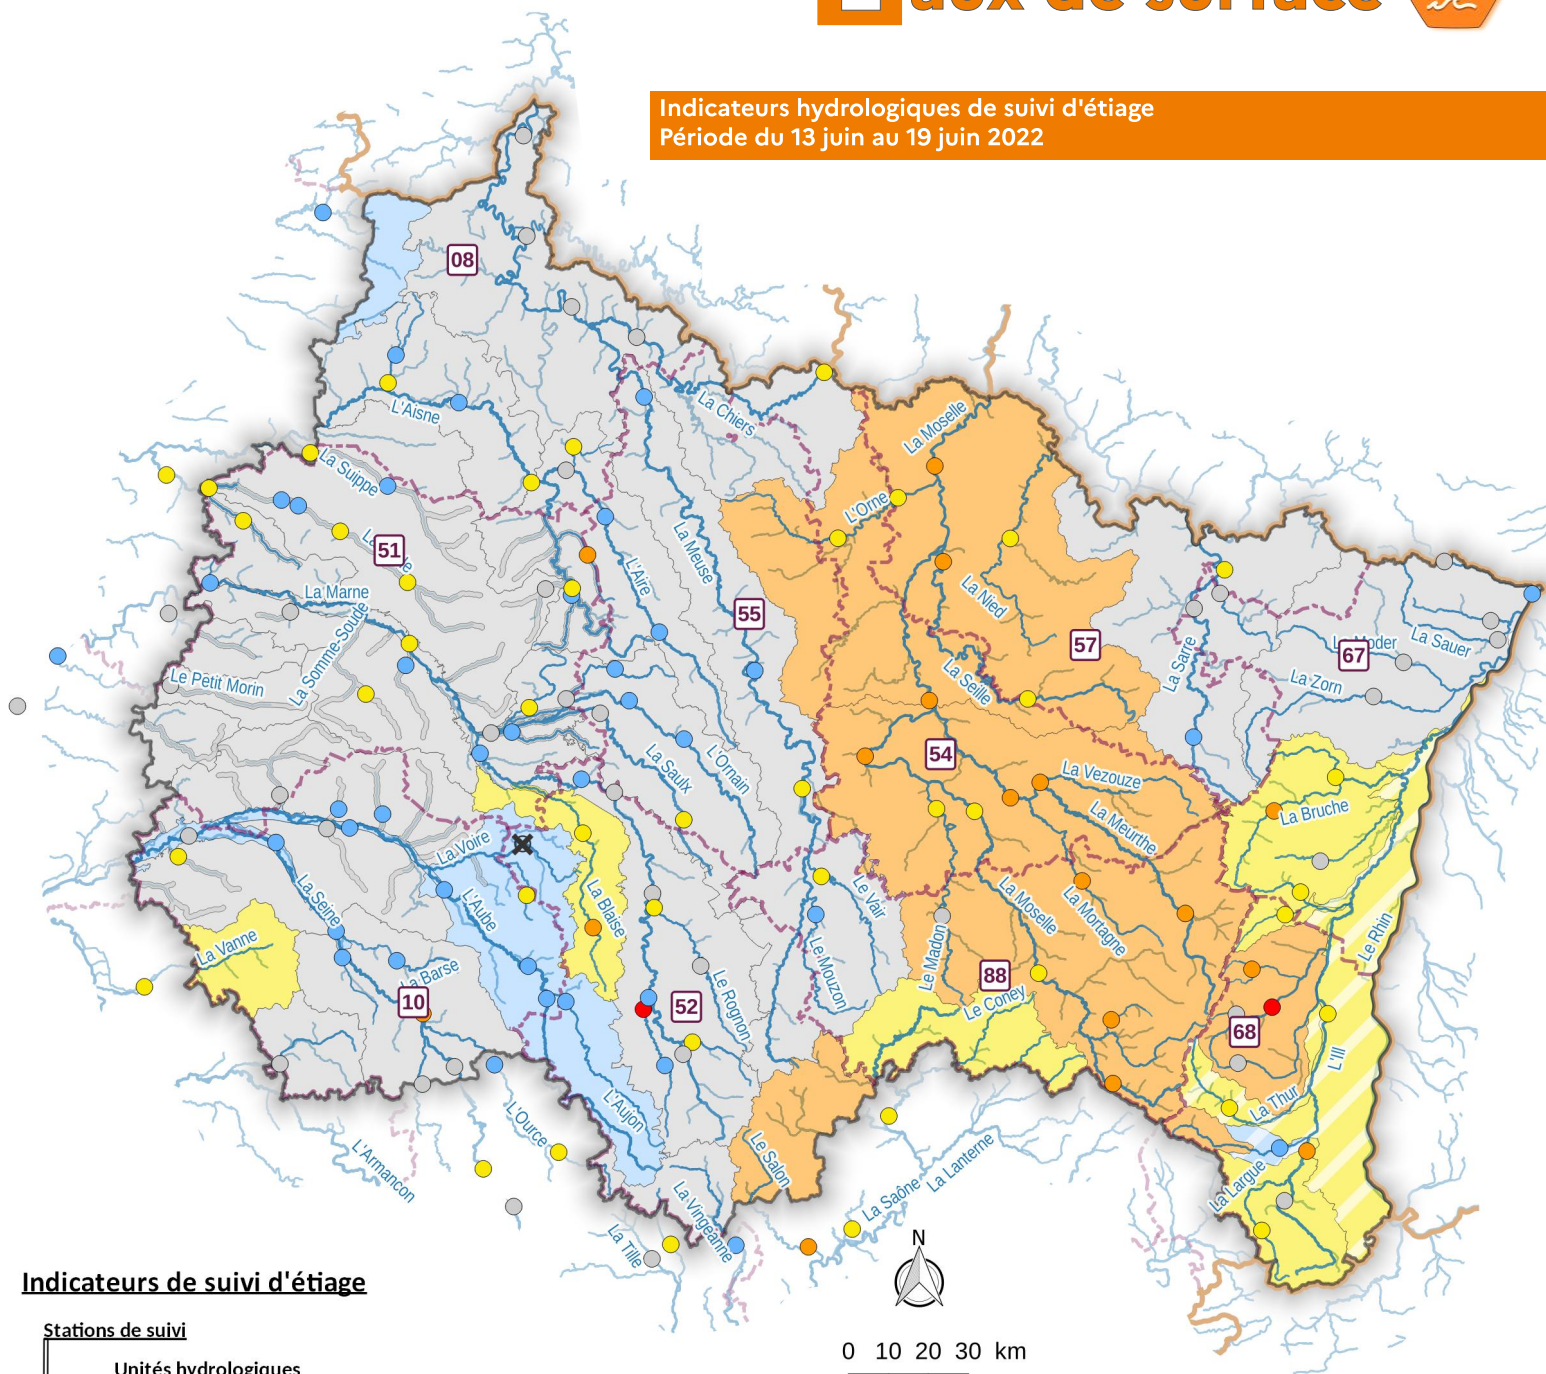 aux de surface
Indicateurs hydrologiques de suivi d'étiage
Période du 13 juin au 19 juin 2022
08
L'Aisne
La Chiers
La Moselle
La Suippe
L'Orne
51
La Meuse
L'Aire
La Marne
La Nied
55
57
La Somme-Soude
La Sarre
67
La Sauer
Le Petit Morin
La Seille
La Zorn
54
La Saulx
L'Ornain
La Vezouze
La Meurthe
La Bruche
La Voire
La Seine
L'Aube
La Blaise
Le Vair
La Moselle
La Mortagne
La Vanne
Le Rhin
La Barse
Le Mouzon
Le Madon
88
10
52
Le Rognon
Le Coney
68
L'Ill
L'Ource
L'Aujon
La Thur
L'Armançon
Le Salon
La Lanterne
La Saône
La Largue
La Vingeanne
La Tille
N
Indicateurs de suivi d'étiage
Stations de suivi
Unités hydrologiques
0 10 20 30 km